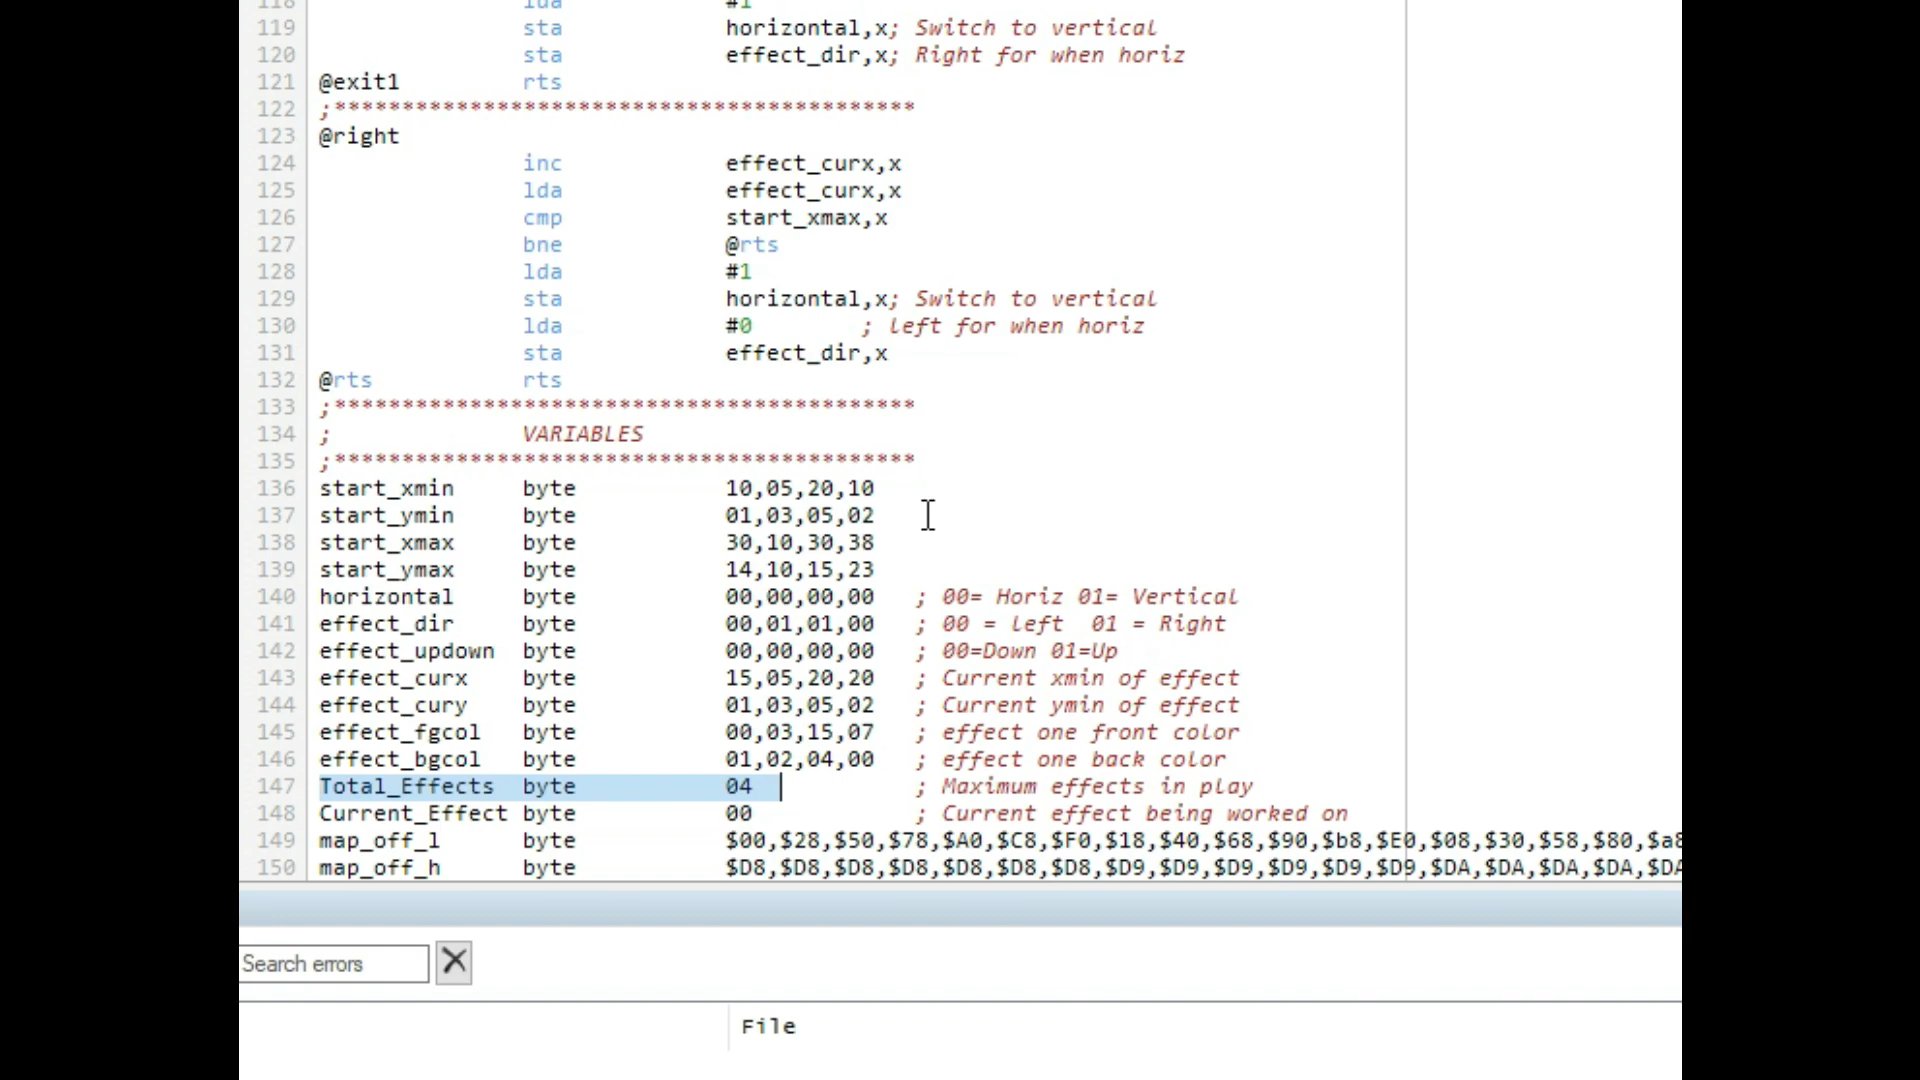 118 lda #1
119 sta horizontal,x; Switch to vertical
120 sta effect_dir,x; Right for when horiz
121 @exit1 rts
122 ;*******************************************
123 @right
124 inc effect_curx,x
125 lda effect_curx,x
126 cmp start_xmax,x
127 bne @rts
128 lda #1
129 sta horizontal,x; Switch to vertical
130 lda #0 ; left for when horiz
131 sta effect_dir,x
132 @rts rts
133 ;*******************************************
134 ; VARIABLES
135 ;*******************************************
136 start_xmin byte 10,05,20,10
137 start_ymin byte 01,03,05,02
138 start_xmax byte 30,10,30,38
139 start_ymax byte 14,10,15,23
140 horizontal byte 00,00,00,00 ; 00= Horiz 01= Vertical
141 effect_dir byte 00,01,01,00 ; 00 = left 01 = Right
142 effect_updown byte 00,00,00,00 ; 00=Down 01=Up
143 effect_curx byte 15,05,20,20 ; Current xmin of effect
144 effect_cury byte 01,03,05,02 ; Current ymin of effect
145 effect_fgcol byte 00,03,15,07 ; effect one front color
146 effect_bgcol byte 01,02,04,00 ; effect one back color
147 Total_Effects byte 04 ; Maximum effects in play
148 Current_Effect byte 00 ; Current effect being worked on
149 map_off_l byte $00,$28,$50,$78,$A0,$C8,$F0,$18,$40,$68,$90,$b8,$E0,$08,$30,$58,$80,$a8
150 map_off_h byte $D8,$D8,$D8,$D8,$D8,$D8,$D8,$D9,$D9,$D9,$D9,$D9,$D9,$DA,$DA,$DA,$DA,$DA
Search errors
File